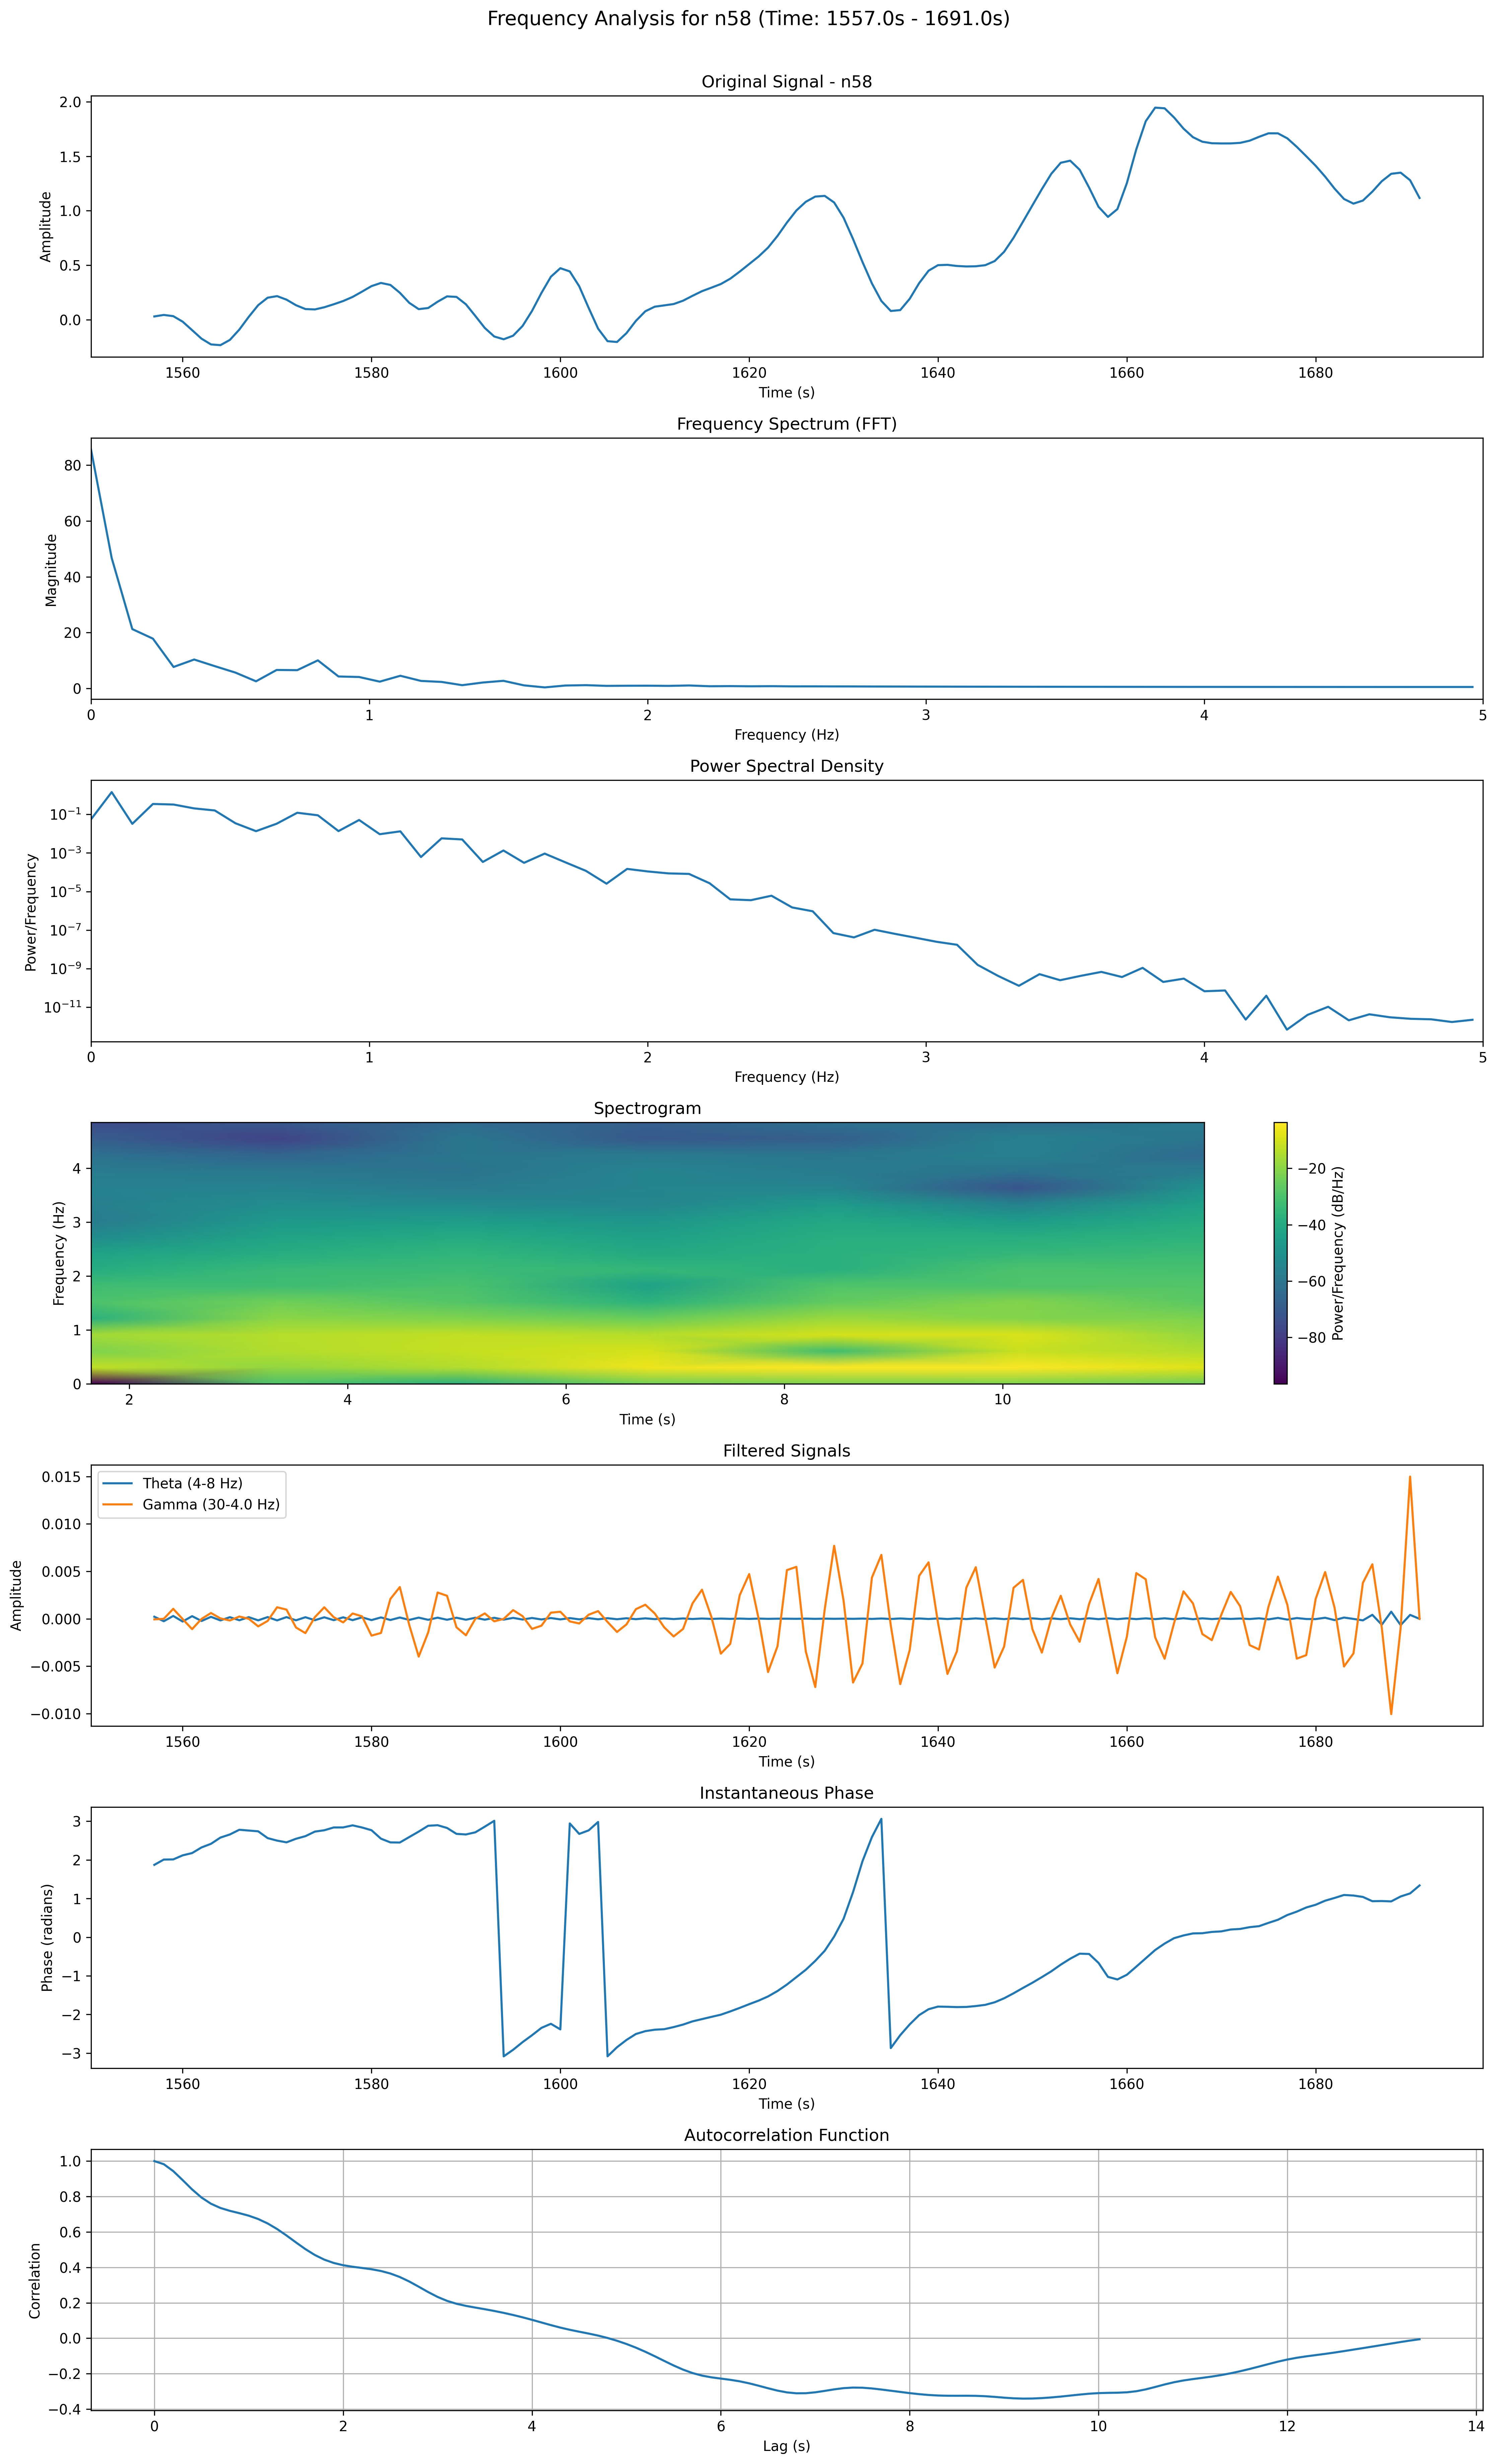 Frequency Analysis for n58 (Time: 1557.0s - 1691.0s)
Original Signal - n58
2.0
1.5
1.0
0.5
0.0
Amplitude
1560 1580 1600 1620 1640 1660 1680
Time (s)
Frequency Spectrum (FFT)
80
60
40
20
0
Magnitude
0 1 2 3 4 5
Frequency (Hz)
Power Spectral Density
10⁻¹
10⁻³
10⁻⁵
10⁻⁷
10⁻⁹
10⁻¹¹
Power/Frequency
0 1 2 3 4 5
Frequency (Hz)
Spectrogram
4
3
2
1
0
Frequency (Hz)
2 4 6 8 10
Time (s)
−20
−40
−60
−80
Power/Frequency (dB/Hz)
Filtered Signals
Theta (4-8 Hz)
Gamma (30-4.0 Hz)
0.015
0.010
0.005
0.000
−0.005
−0.010
Amplitude
1560 1580 1600 1620 1640 1660 1680
Time (s)
Instantaneous Phase
3
2
1
0
−1
−2
−3
Phase (radians)
1560 1580 1600 1620 1640 1660 1680
Time (s)
Autocorrelation Function
1.0
0.8
0.6
0.4
0.2
0.0
−0.2
−0.4
Correlation
0 2 4 6 8 10 12 14
Lag (s)